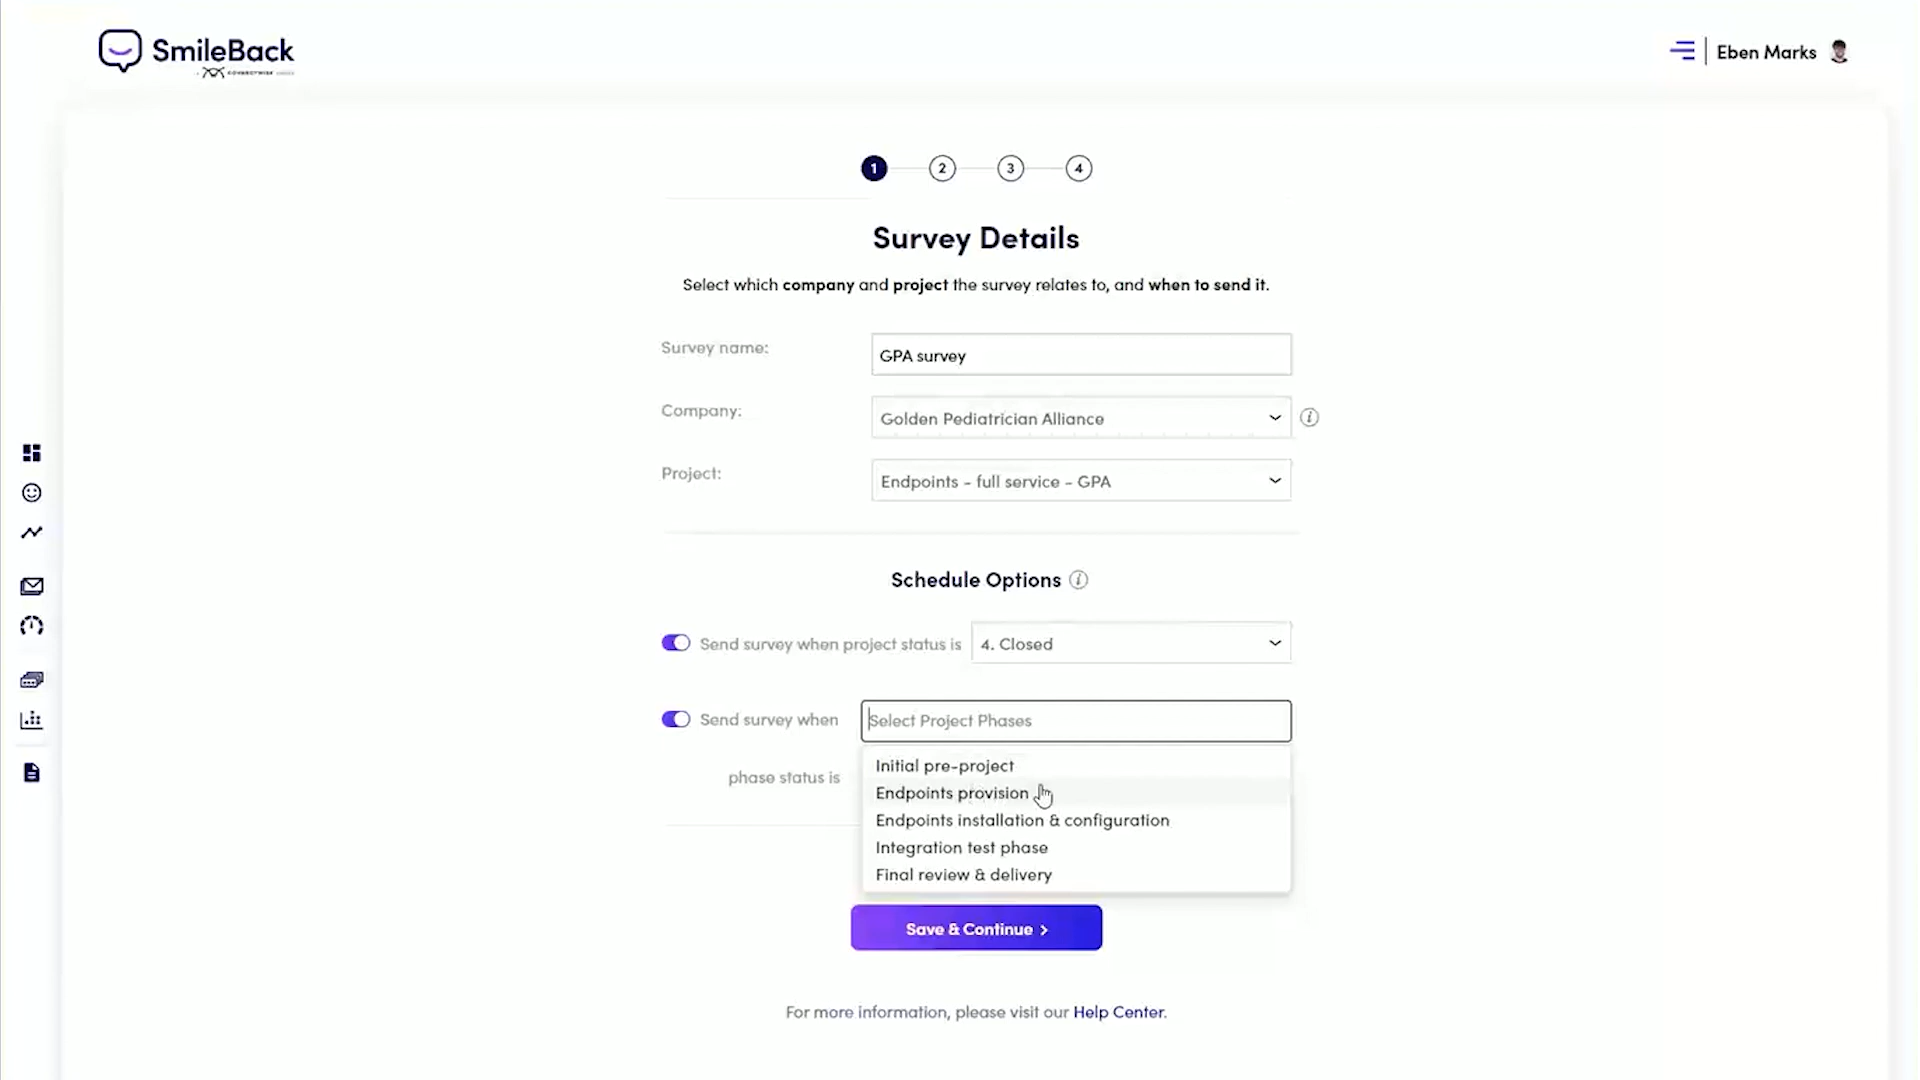 SmileBack
CONNECTWISE
Eben Marks
1 2 3 4
Survey Details
Select which company and project the survey relates to, and when to send it.
Survey name: GPA survey
Company: Golden Pediatrician Alliance i
Project: Endpoints - full service - GPA
Schedule Options i
Send survey when project status is 4. Closed
Send survey when Select Project Phases
Initial pre-project
phase status is
Endpoints provision
Endpoints installation & configuration
Integration test phase
Final review & delivery
Save & Continue >
For more information, please visit our Help Center.